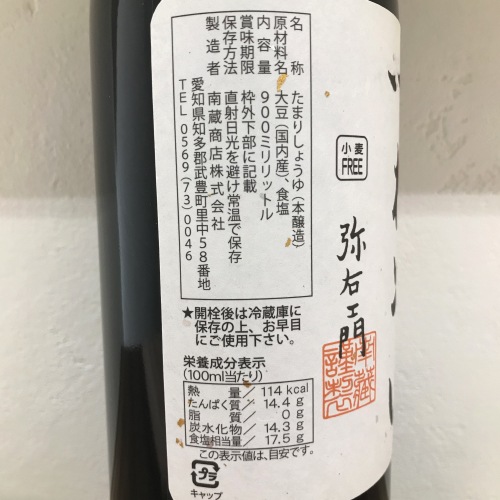 名称 たまりしょうゆ(本醸造)
原材料名 大豆(国内産)、食塩
内容量 900ミリリットル
賞味期限 枠外下部に記載
保存方法 直射日光を避け常温で保存
製造者 南蔵商店株式会社
愛知県知多郡武豊町里中58番地
TEL 0569(73)0046
★開栓後は冷蔵庫に
保存の上、お早目
にご使用下さい。
栄養成分表示
(100ml当たり)
熱量/114 kcal
たんぱく質/14.4 g
脂質/0 g
炭水化物/14.3 g
食塩相当量/17.5 g
この表示値は、目安です。
プラ
キャップ
小麦
FREE
弥右エ門